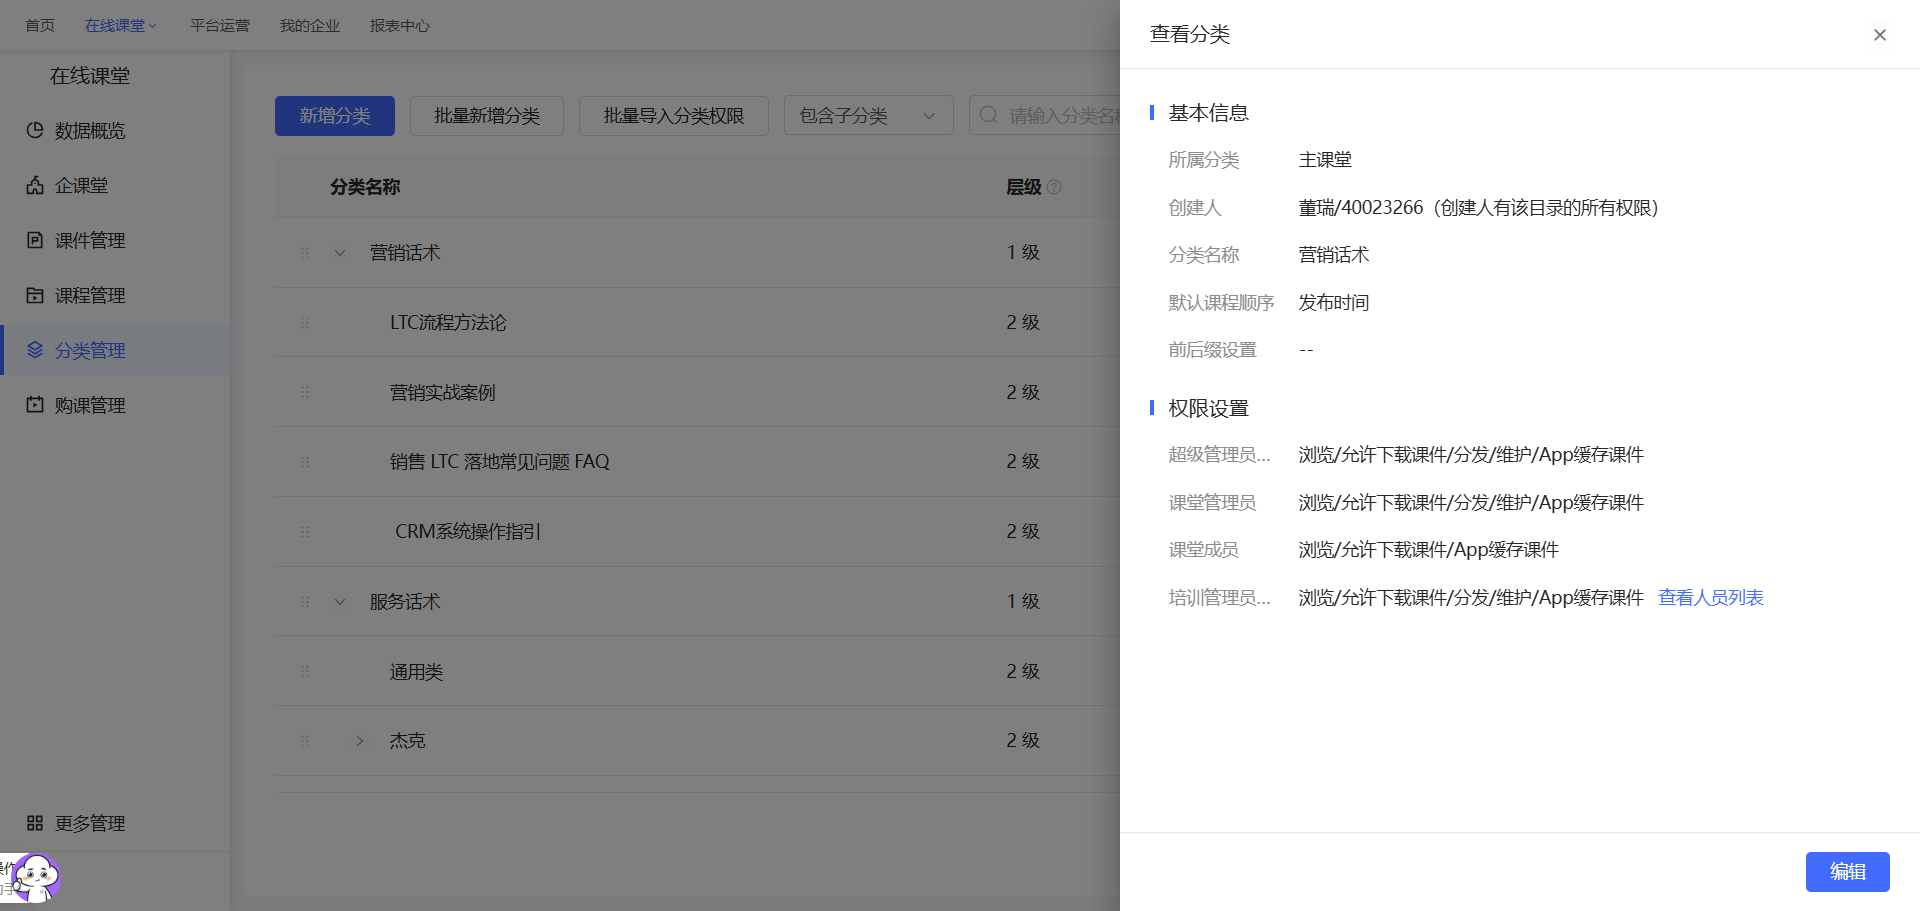 首页 在线课堂 平台运营 我的企业 报表中心
在线课堂
数据概览
企课堂
课件管理
课程管理
分类管理
购课管理
更多管理
新增分类 批量新增分类 批量导入分类权限 包含子分类 请输入分类名
分类名称 层级
营销话术 1 级
LTC流程方法论 2 级
营销实战案例 2 级
销售 LTC 落地常见问题 FAQ 2 级
CRM系统操作指引 2 级
服务话术 1 级
通用类 2 级
杰克 2 级
查看分类
基本信息
所属分类 主课堂
创建人 董瑞/40023266（创建人有该目录的所有权限）
分类名称 营销话术
默认课程顺序 发布时间
前后缀设置 --
权限设置
超级管理员... 浏览/允许下载课件/分发/维护/App缓存课件
课堂管理员 浏览/允许下载课件/分发/维护/App缓存课件
课堂成员 浏览/允许下载课件/App缓存课件
培训管理员... 浏览/允许下载课件/分发/维护/App缓存课件 查看人员列表
编辑